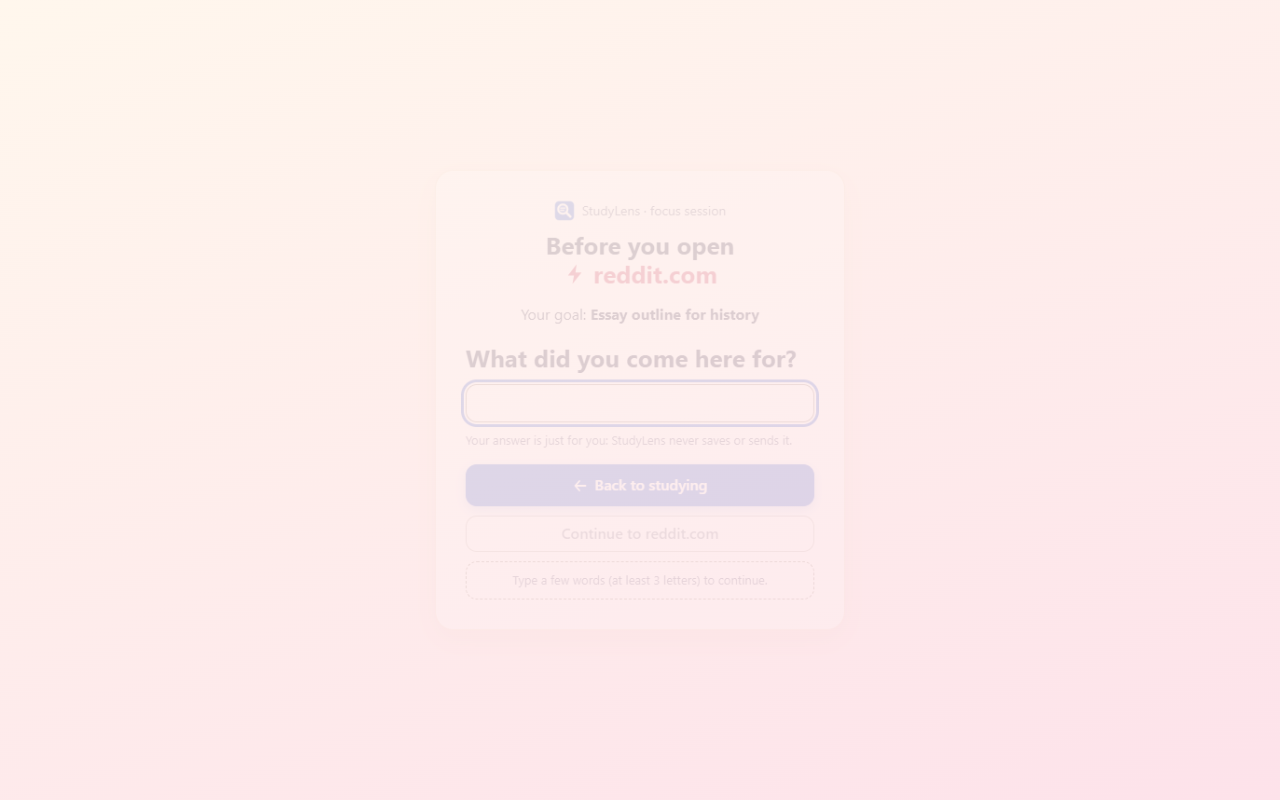 StudyLens · focus session
Before you open
reddit.com
Your goal: Essay outline for history
What did you come here for?
Your answer is just for you: StudyLens never saves or sends it.
← Back to studying
Continue to reddit.com
Type a few words (at least 3 letters) to continue.